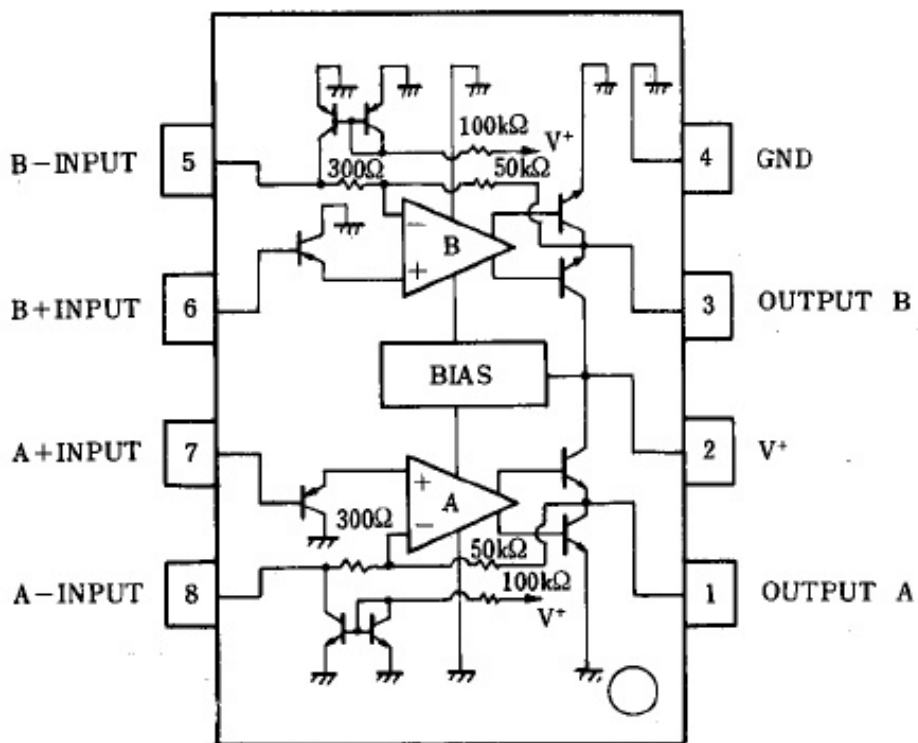 100kΩ
V⁺
B−INPUT
5
300Ω
50kΩ
4
GND
−
B
+
B+INPUT
6
3
OUTPUT B
BIAS
A+INPUT
7
2
V⁺
+
A
−
300Ω
50kΩ
100kΩ
V⁺
A−INPUT
8
1
OUTPUT A